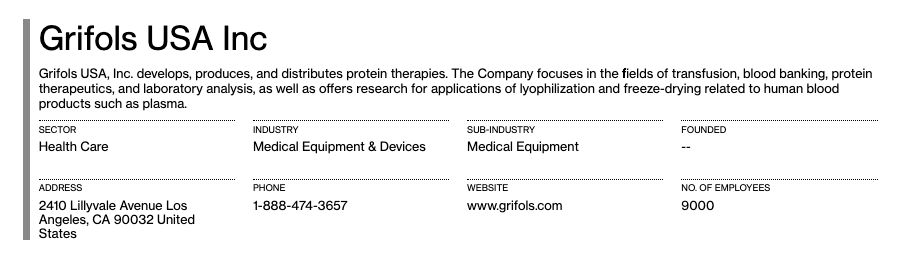 Grifols USA Inc
Grifols USA, Inc. develops, produces, and distributes protein therapies. The Company focuses in the fields of transfusion, blood banking, protein
therapeutics, and laboratory analysis, as well as offers research for applications of lyophilization and freeze-drying related to human blood
products such as plasma.
SECTOR
Health Care
INDUSTRY
Medical Equipment & Devices
SUB-INDUSTRY
Medical Equipment
FOUNDED
--
ADDRESS
2410 Lillyvale Avenue Los
Angeles, CA 90032 United
States
PHONE
1-888-474-3657
WEBSITE
www.grifols.com
NO. OF EMPLOYEES
9000